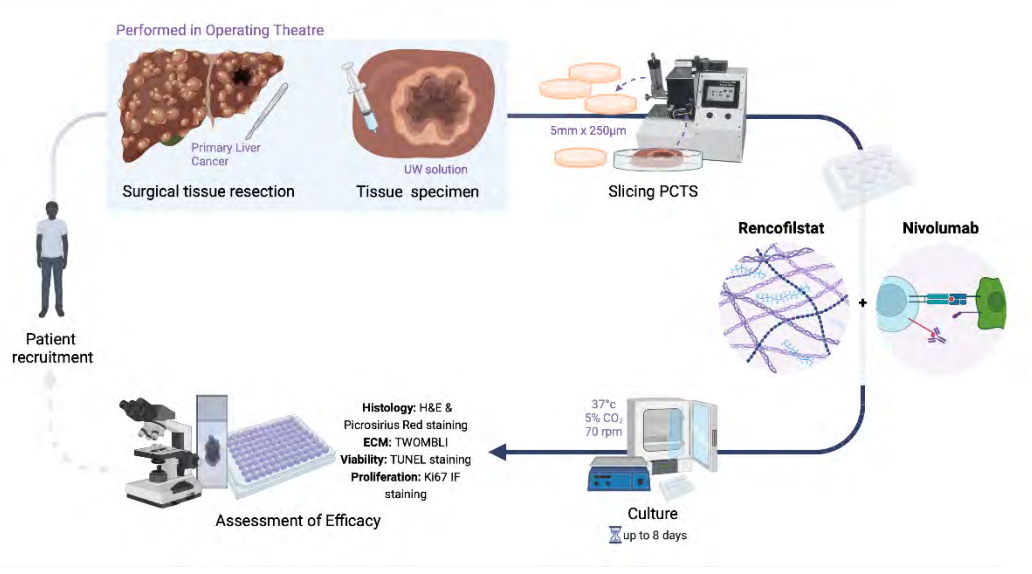 Performed in Operating Theatre
Primary Liver
Cancer
UW solution
Surgical tissue resection
Tissue specimen
5mm x 250µm
Slicing PCTS
Rencofilstat
+
Nivolumab
Patient
recruitment
37°c
5% CO₂
70 rpm
Culture
up to 8 days
Histology: H&E &
Picrosirius Red staining
ECM: TWOMBLI
Viability: TUNEL staining
Proliferation: Ki67 IF
staining
Assessment of Efficacy